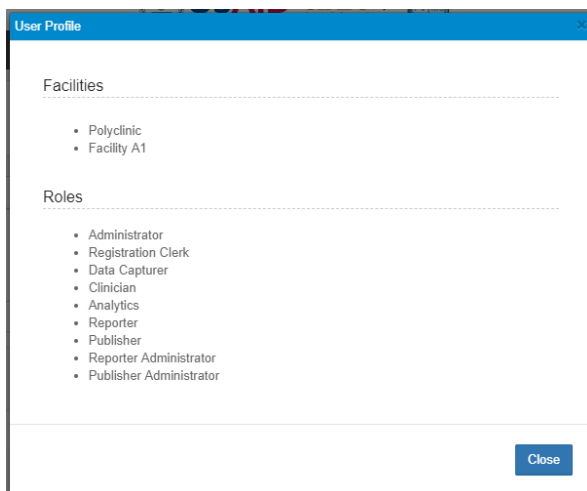 User Profile
Facilities
Polyclinic
Facility A1
Roles
Administrator
Registration Clerk
Data Capturer
Clinician
Analytics
Reporter
Publisher
Reporter Administrator
Publisher Administrator
Close